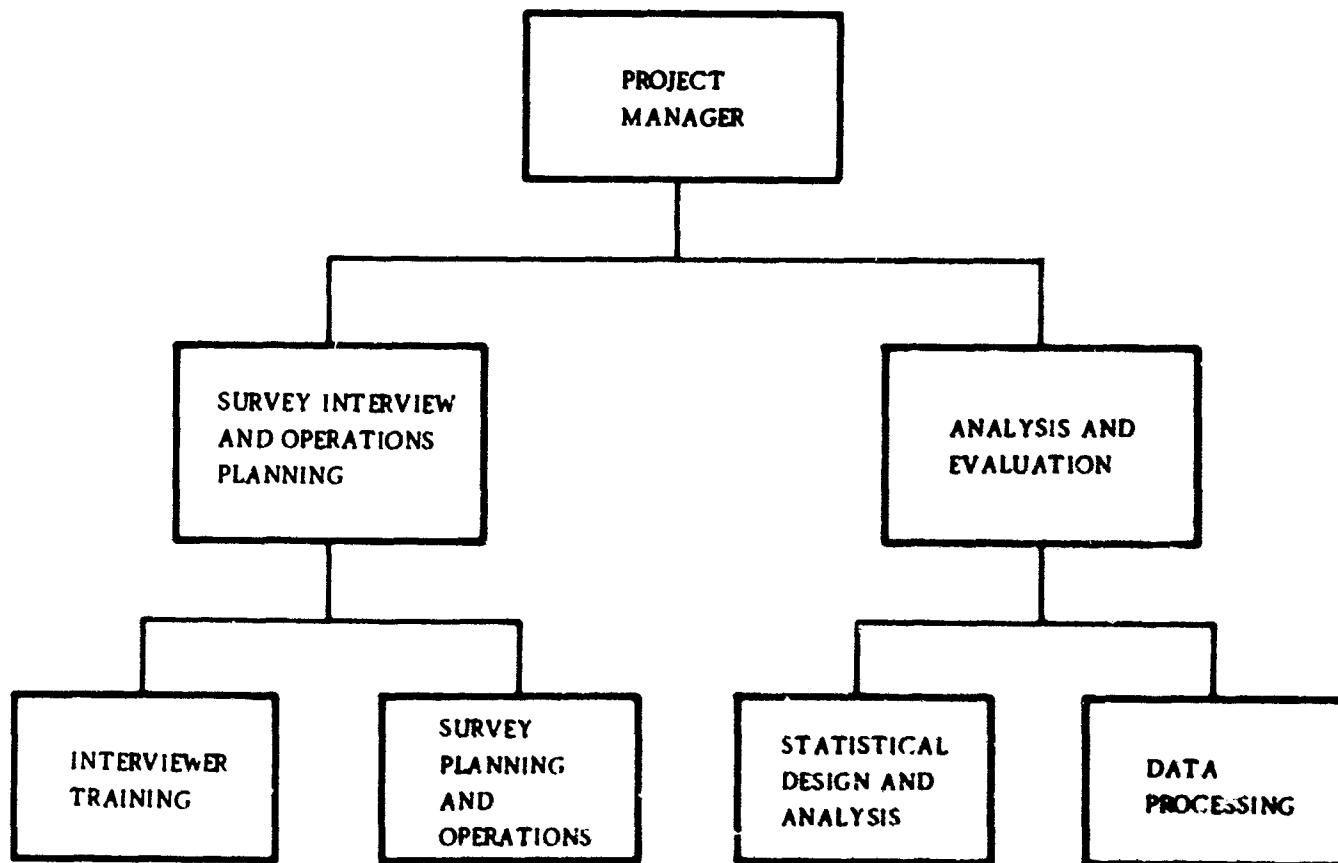 PROJECT
MANAGER
SURVEY INTERVIEW
AND OPERATIONS
PLANNING
ANALYSIS AND
EVALUATION
INTERVIEWER
TRAINING
SURVEY
PLANNING
AND
OPERATIONS
STATISTICAL
DESIGN AND
ANALYSIS
DATA
PROCESSING